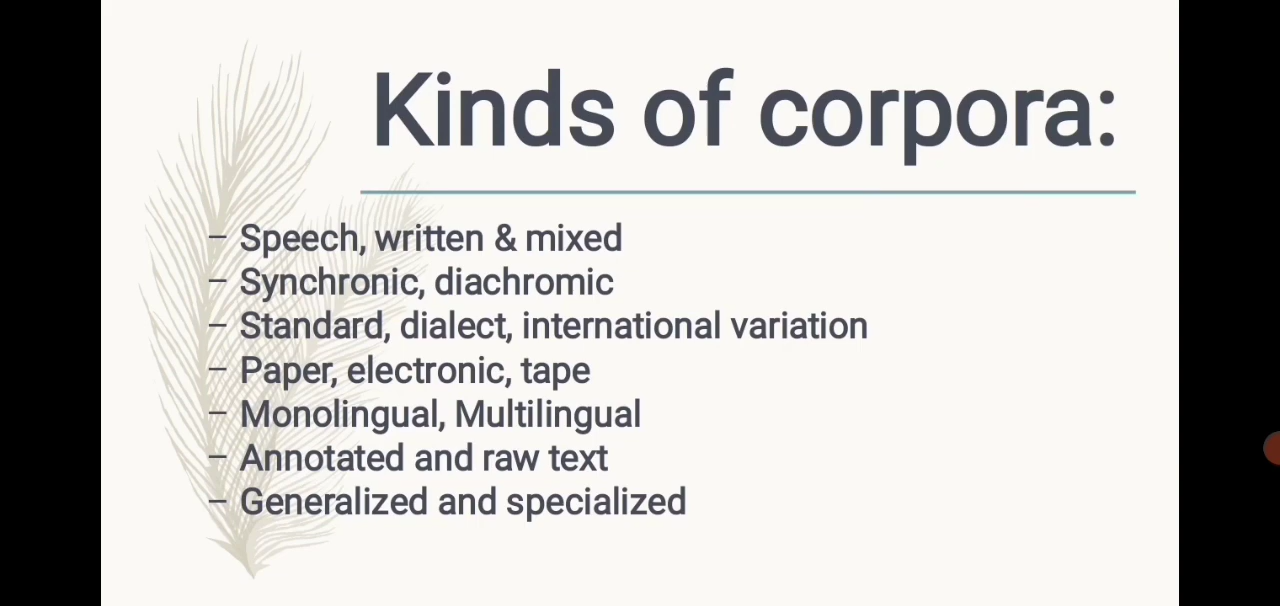 Kinds of corpora:
– Speech, written & mixed
– Synchronic, diachromic
– Standard, dialect, international variation
– Paper, electronic, tape
– Monolingual, Multilingual
– Annotated and raw text
– Generalized and specialized